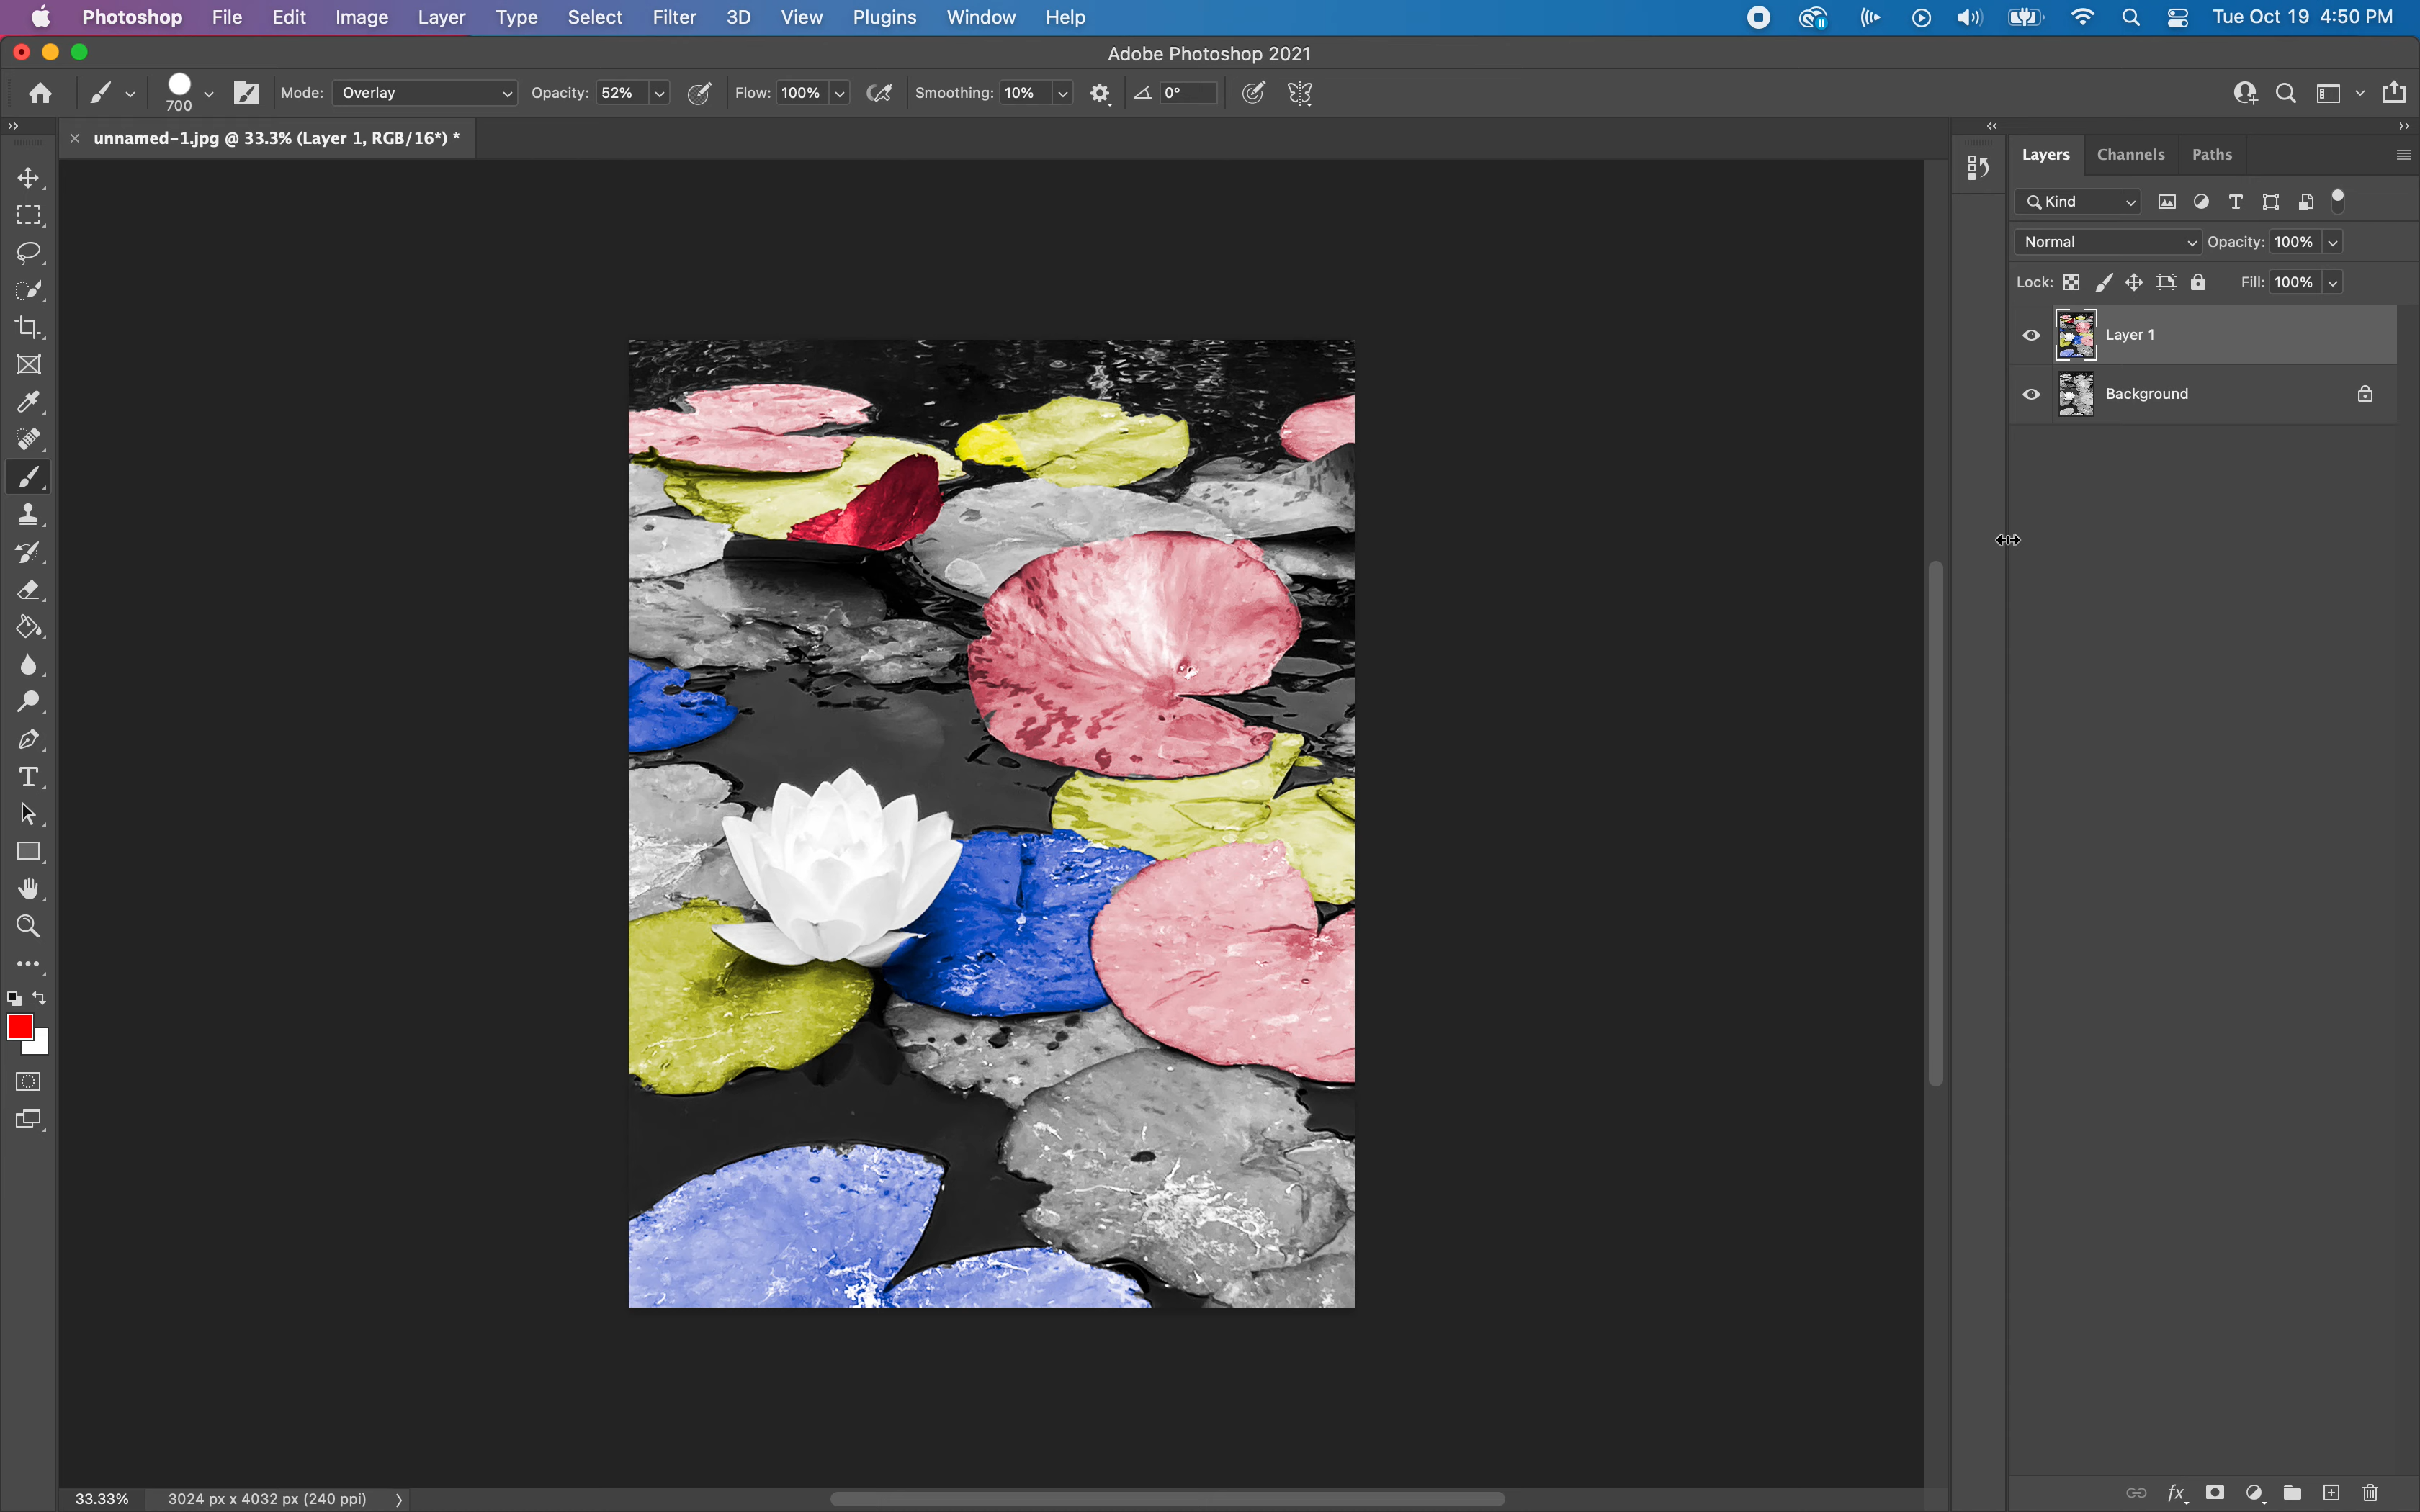 Photoshop File Edit Image Layer Type Select Filter 3D View Plugins Window Help Tue Oct 19 4:50 PM
Adobe Photoshop 2021
700 Mode: Overlay Opacity: 52% Flow: 100% Smoothing: 10% 0°
unnamed-1.jpg @ 33.3% (Layer 1, RGB/16*) *
Layers Channels Paths
Kind
Normal Opacity: 100%
Lock: Fill: 100%
Layer 1
Background
33.33% 3024 px x 4032 px (240 ppi)
fx